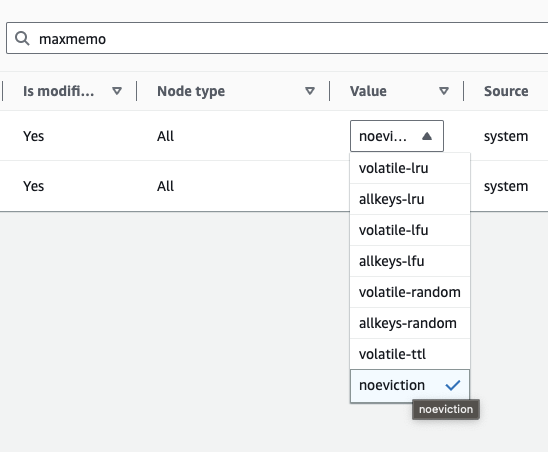 maxmemo
Is modifi... Node type Value Source
Yes All noevi... system
volatile-lru
Yes All system
allkeys-lru
volatile-lfu
allkeys-lfu
volatile-random
allkeys-random
volatile-ttl
noeviction
noeviction